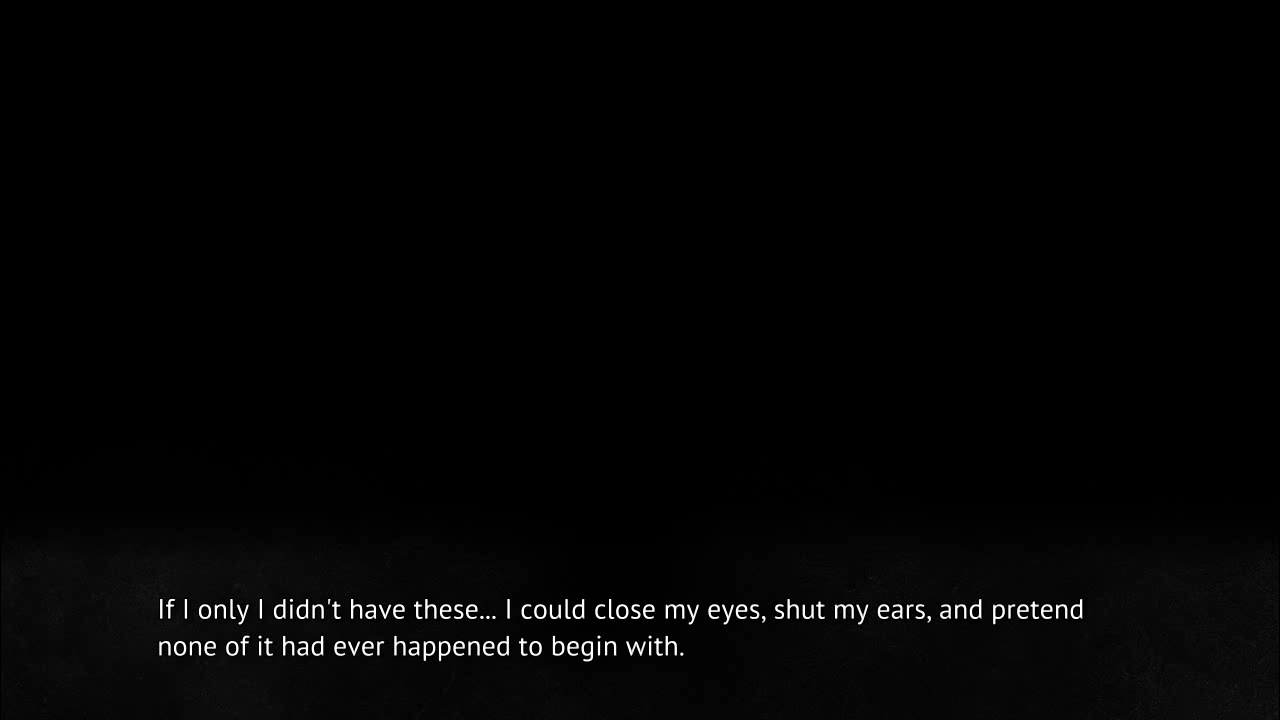 If I only I didn't have these... I could close my eyes, shut my ears, and pretend
none of it had ever happened to begin with.